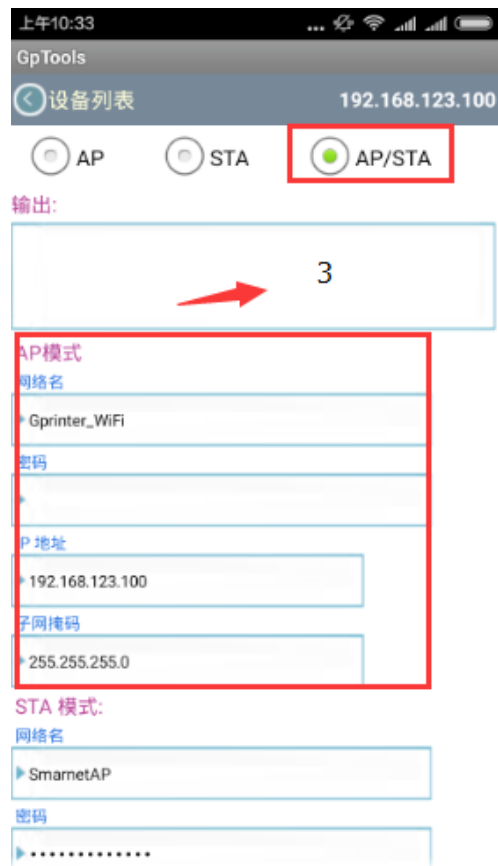 上午10:33 ...
GpTools
设备列表 192.168.123.100
AP STA AP/STA
输出:
3
AP模式
网络名
Gprinter_WiFi
密码
IP 地址
192.168.123.100
子网掩码
255.255.255.0
STA 模式:
网络名
SmarnetAP
密码
•••••••••••••